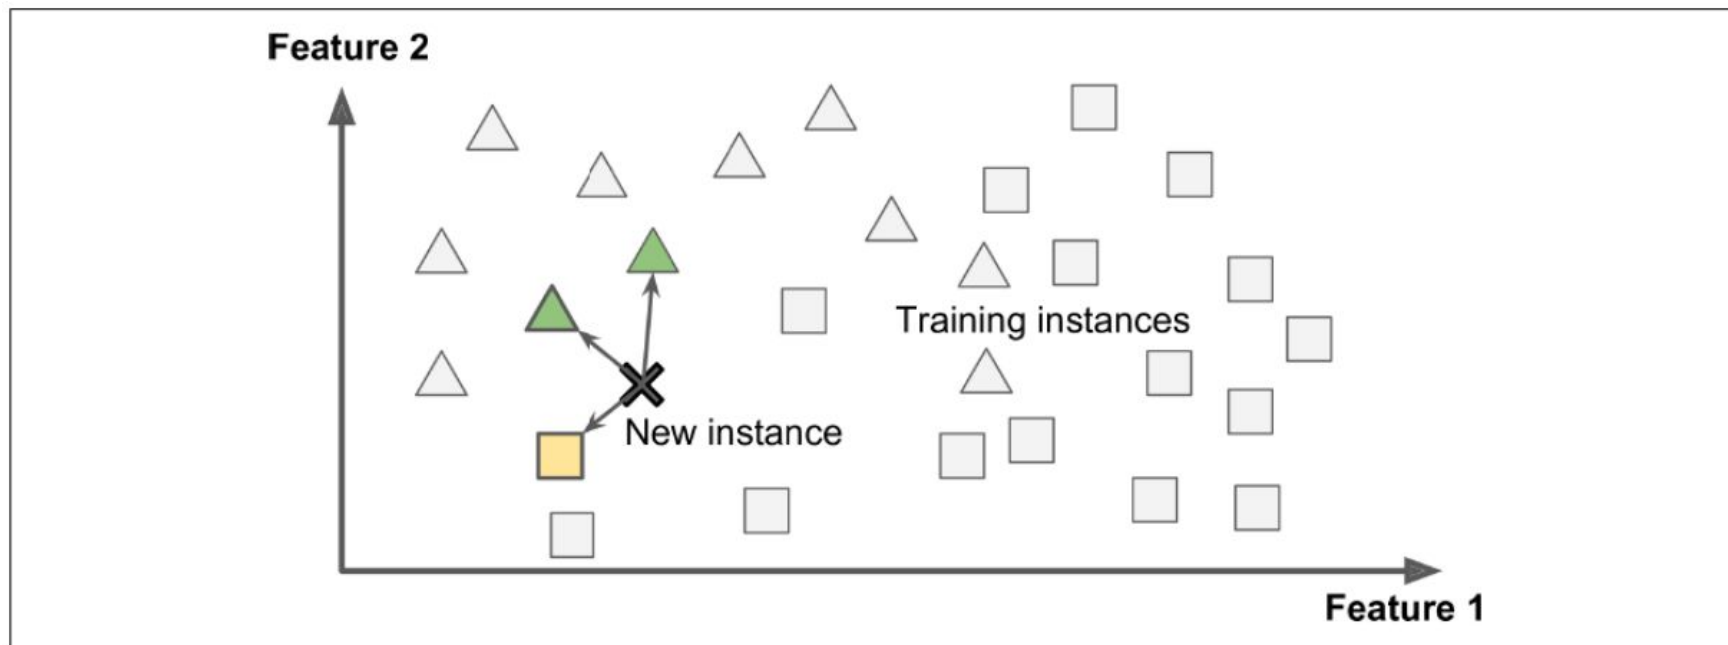 Feature 2
Training instances
New instance
Feature 1